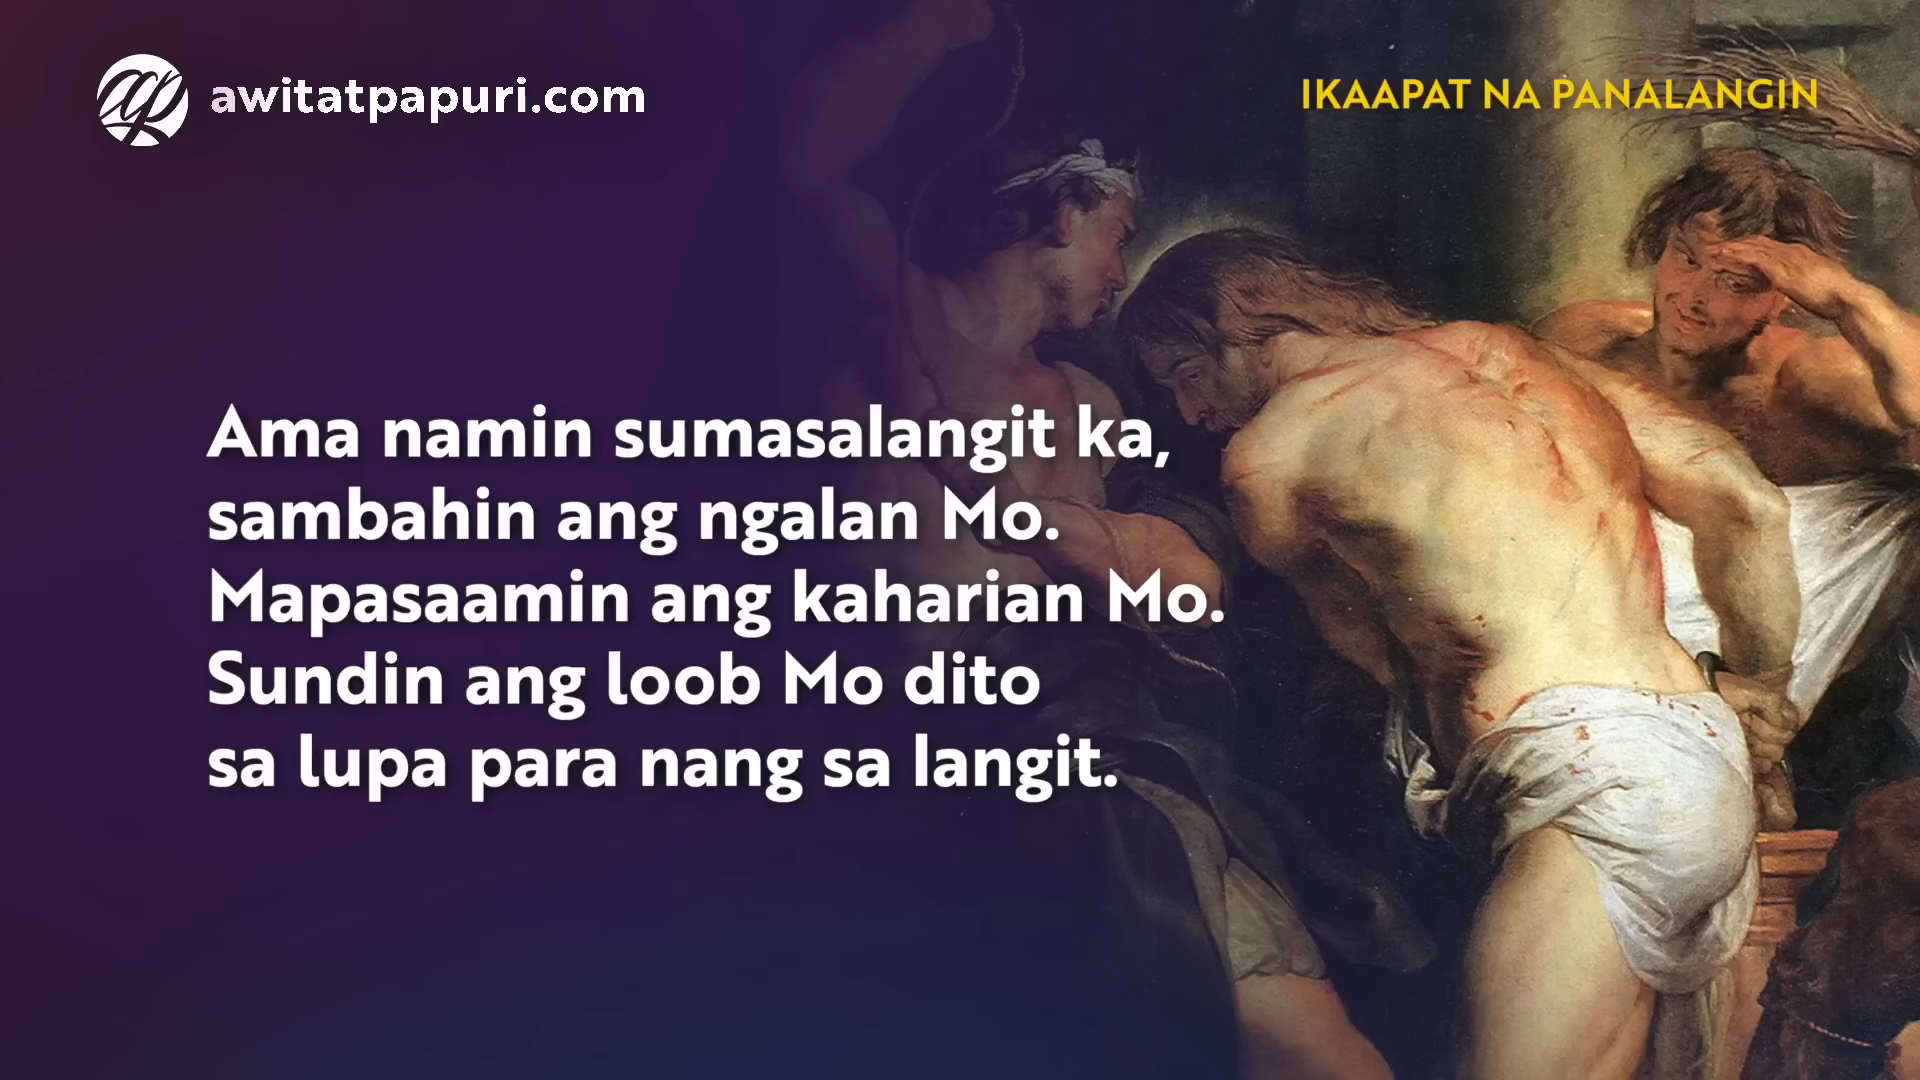 awitatpapuri.com
IKAAPAT NA PANALANGIN
Ama namin sumasalangit ka,
sambahin ang ngalan Mo.
Mapasaamin ang kaharian Mo.
Sundin ang loob Mo dito
sa lupa para nang sa langit.